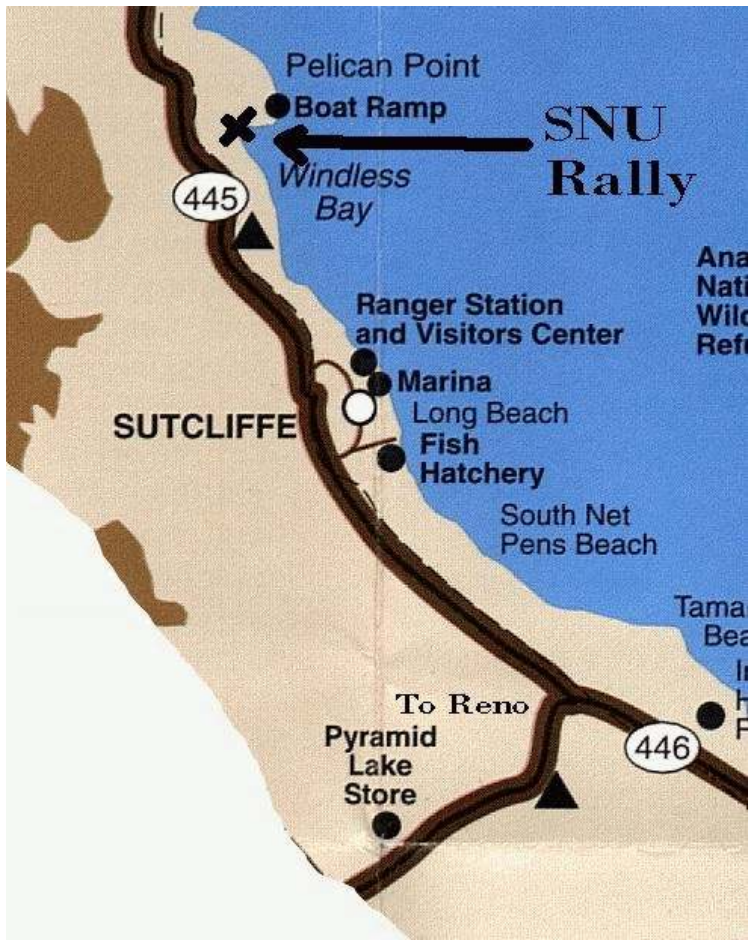 Pelican Point
Boat Ramp
SNU
Rally
Windless
Bay
445
Ranger Station
and Visitors Center
Marina
SUTCLIFFE
Long Beach
Fish
Hatchery
South Net
Pens Beach
To Reno
446
Pyramid
Lake
Store